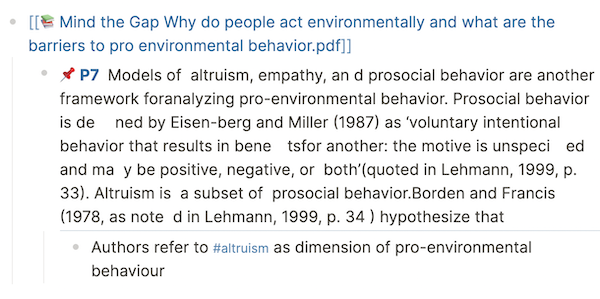 [[📚 Mind the Gap Why do people act environmentally and what are the
barriers to pro environmental behavior.pdf]]
📌 P7 Models of altruism, empathy, an d prosocial behavior are another
framework foranalyzing pro-environmental behavior. Prosocial behavior
is de ned by Eisen-berg and Miller (1987) as ‘voluntary intentional
behavior that results in bene tsfor another: the motive is unspeci ed
and ma y be positive, negative, or both’(quoted in Lehmann, 1999, p.
33). Altruism is a subset of prosocial behavior.Borden and Francis
(1978, as note d in Lehmann, 1999, p. 34 ) hypothesize that
Authors refer to #altruism as dimension of pro-environmental
behaviour